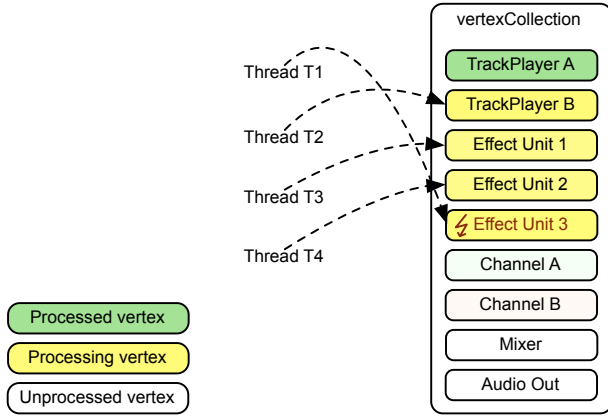 vertexCollection
TrackPlayer A
Thread T1
TrackPlayer B
Thread T2
Effect Unit 1
Effect Unit 2
Thread T3
Effect Unit 3
Thread T4
Channel A
Channel B
Processed vertex
Mixer
Processing vertex
Audio Out
Unprocessed vertex